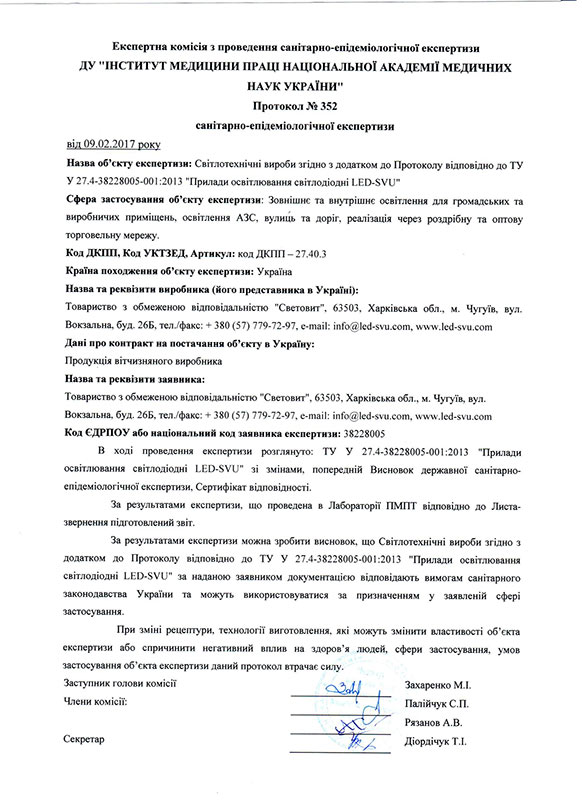 Експертна комісія з проведення санітарно-епідеміологічної експертизи
ДУ "ІНСТИТУТ МЕДИЦИНИ ПРАЦІ НАЦІОНАЛЬНОЇ АКАДЕМІЇ МЕДИЧНИХ
НАУК УКРАЇНИ"
Протокол № 352
санітарно-епідеміологічної експертизи
від 09.02.2017 року
Назва об’єкту експертизи: Світлотехнічні вироби згідно з додатком до Протоколу відповідно до ТУ
У 27.4-38228005-001:2013 "Прилади освітлювання світлодіодні LED-SVU"
Сфера застосування об’єкту експертизи: Зовнішнє та внутрішнє освітлення для громадських та
виробничих приміщень, освітлення АЗС, вулиць та доріг, реалізація через роздрібну та оптову
торговельну мережу.
Код ДКПП, Код УКТЗЕД, Артикул: код ДКПП – 27.40.3
Країна походження об’єкту експертизи: Україна
Назва та реквізити виробника (його представника в Україні):
Товариство з обмеженою відповідальністю "Световит", 63503, Харківська обл., м. Чугуїв, вул.
Вокзальна, буд. 26Б, тел./факс: + 380 (57) 779-72-97, e-mail: info@led-svu.com, www.led-svu.com
Дані про контракт на постачання об’єкту в Україну:
Продукція вітчизняного виробника
Назва та реквізити заявника:
Товариство з обмеженою відповідальністю "Световит", 63503, Харківська обл., м. Чугуїв, вул.
Вокзальна, буд. 26Б, тел./факс: + 380 (57) 779-72-97, e-mail: info@led-svu.com, www.led-svu.com
Код ЄДРПОУ або національний код заявника експертизи: 38228005
В ході проведення експертизи розглянуто: ТУ У 27.4-38228005-001:2013 "Прилади
освітлювання світлодіодні LED-SVU" зі змінами, попередній Висновок державної санітарно-
епідеміологічної експертизи, Сертифікат відповідності.
За результатами експертизи, що проведена в Лабораторії ПМПТ відповідно до Листа-
звернення підготовлений звіт.
За результатами експертизи можна зробити висновок, що Світлотехнічні вироби згідно з
додатком до Протоколу відповідно до ТУ У 27.4-38228005-001:2013 "Прилади освітлювання
світлодіодні LED-SVU" за наданою заявником документацією відповідають вимогам санітарного
законодавства України та можуть використовуватися за призначенням у заявленій сфері
застосування.
При зміні рецептури, технології виготовлення, які можуть змінити властивості об’єкта
експертизи або спричинити негативний вплив на здоров’я людей, сфери застосування, умов
застосування об’єкта експертизи даний протокол втрачає силу.
Заступник голови комісії Захаренко М.І.
Члени комісії: Палійчук С.П.
Рязанов А.В.
Секретар Діордічук Т.І.